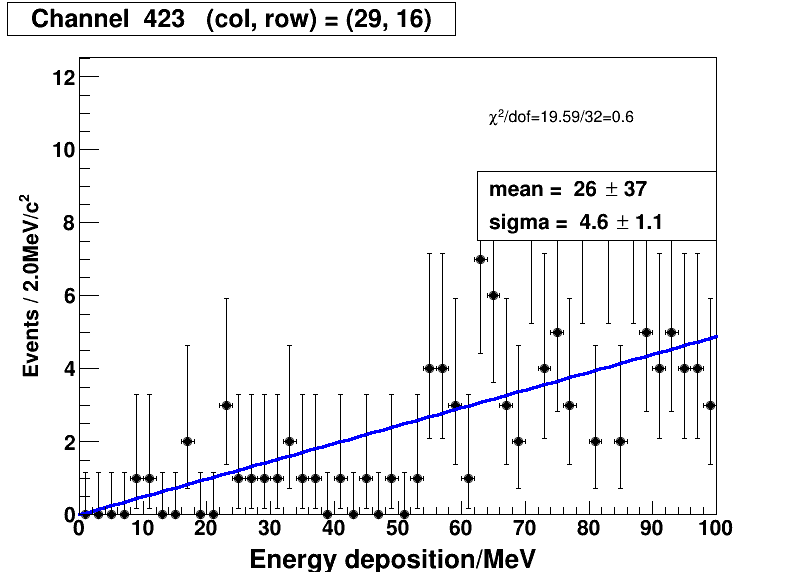 Channel 423 (col, row) = (29, 16)
χ²/dof=19.59/32=0.6
mean = 26 ± 37
sigma = 4.6 ± 1.1
Events / 2.0MeV/c²
12
10
8
6
4
2
0
0 10 20 30 40 50 60 70 80 90 100
Energy deposition/MeV